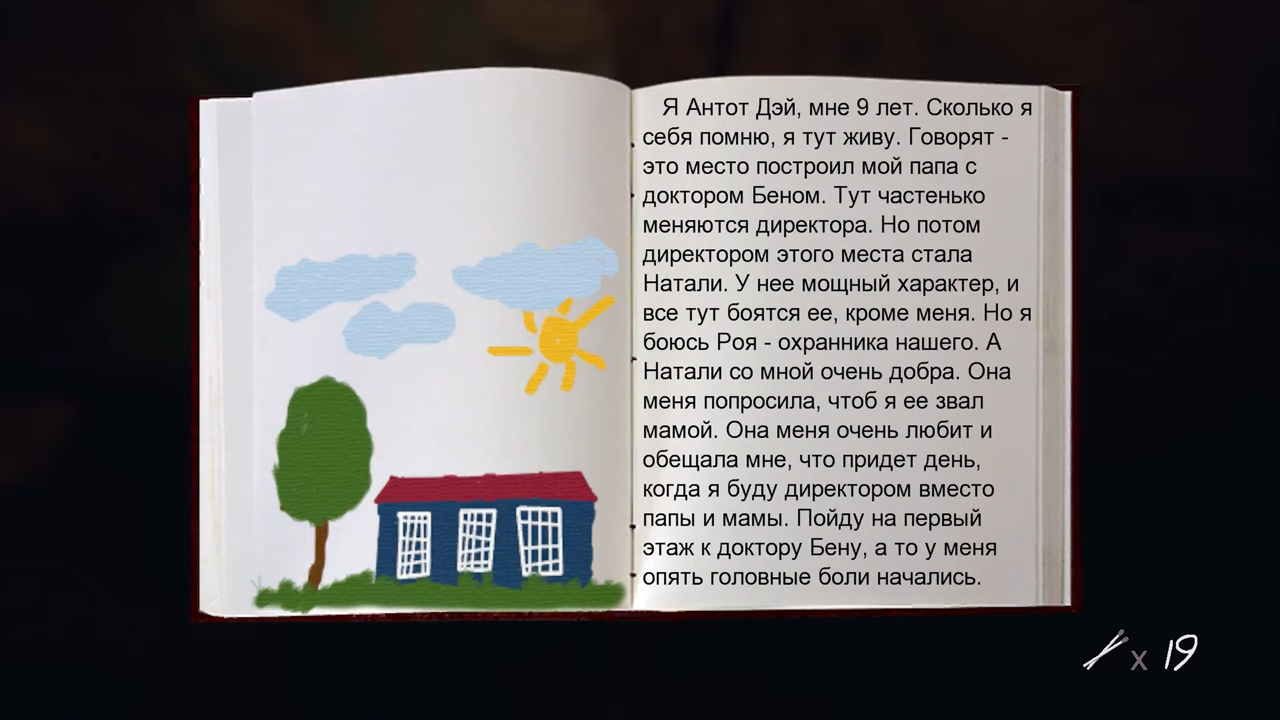 Я Антот Дэй, мне 9 лет. Сколько я
себя помню, я тут живу. Говорят -
это место построил мой папа с
доктором Беном. Тут частенько
меняются директора. Но потом
директором этого места стала
Натали. У нее мощный характер, и
все тут боятся ее, кроме меня. Но я
боюсь Роя - охранника нашего. А
Натали со мной очень добра. Она
меня попросила, чтоб я ее звал
мамой. Она меня очень любит и
обещала мне, что придет день,
когда я буду директором вместо
папы и мамы. Пойду на первый
этаж к доктору Бену, а то у меня
опять головные боли начались.
x 19